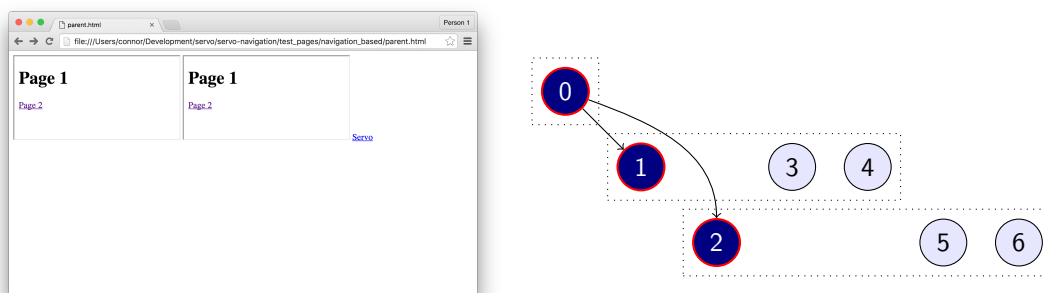 parent.html
Person 1
file:///Users/connor/Development/servo/servo-navigation/test_pages/navigation_based/parent.html
Page 1
Page 2
Page 1
Page 2
Servo
0
1
3
4
2
5
6